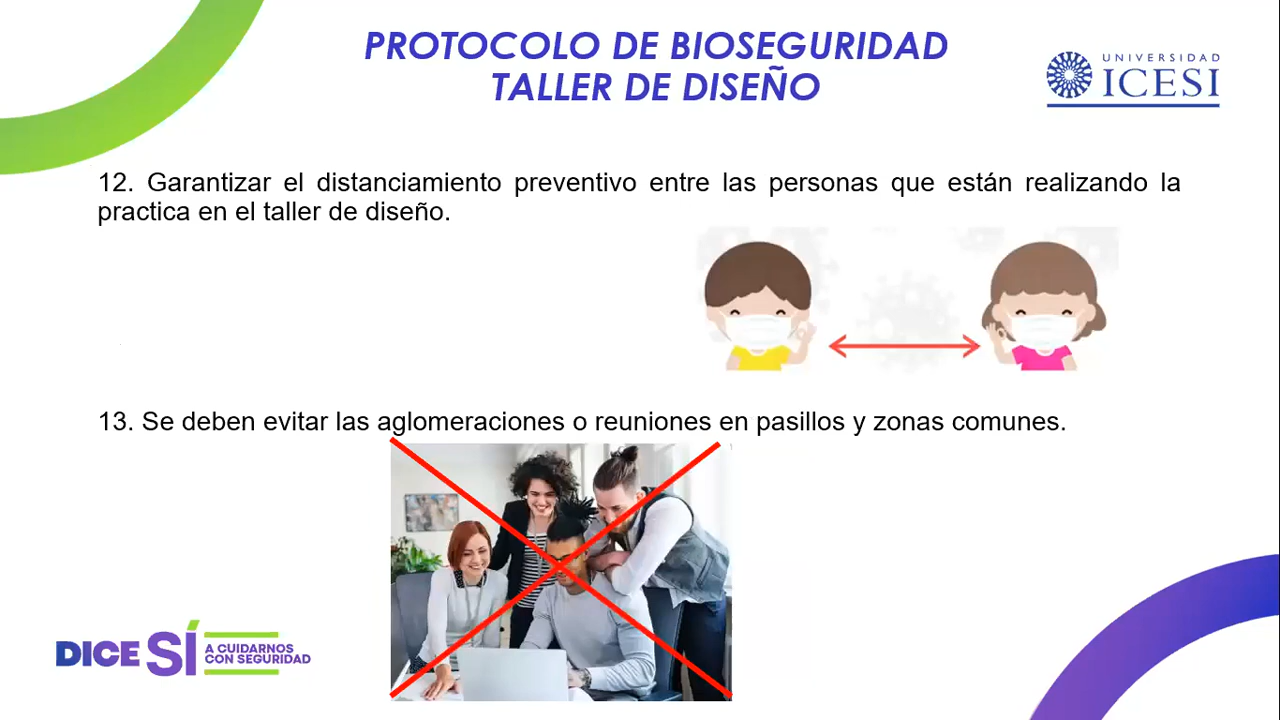 PROTOCOLO DE BIOSEGURIDAD
TALLER DE DISEÑO
UNIVERSIDAD
ICESI
12. Garantizar el distanciamiento preventivo entre las personas que están realizando la
practica en el taller de diseño.
13. Se deben evitar las aglomeraciones o reuniones en pasillos y zonas comunes.
DICE SÍ A CUIDARNOS
CON SEGURIDAD